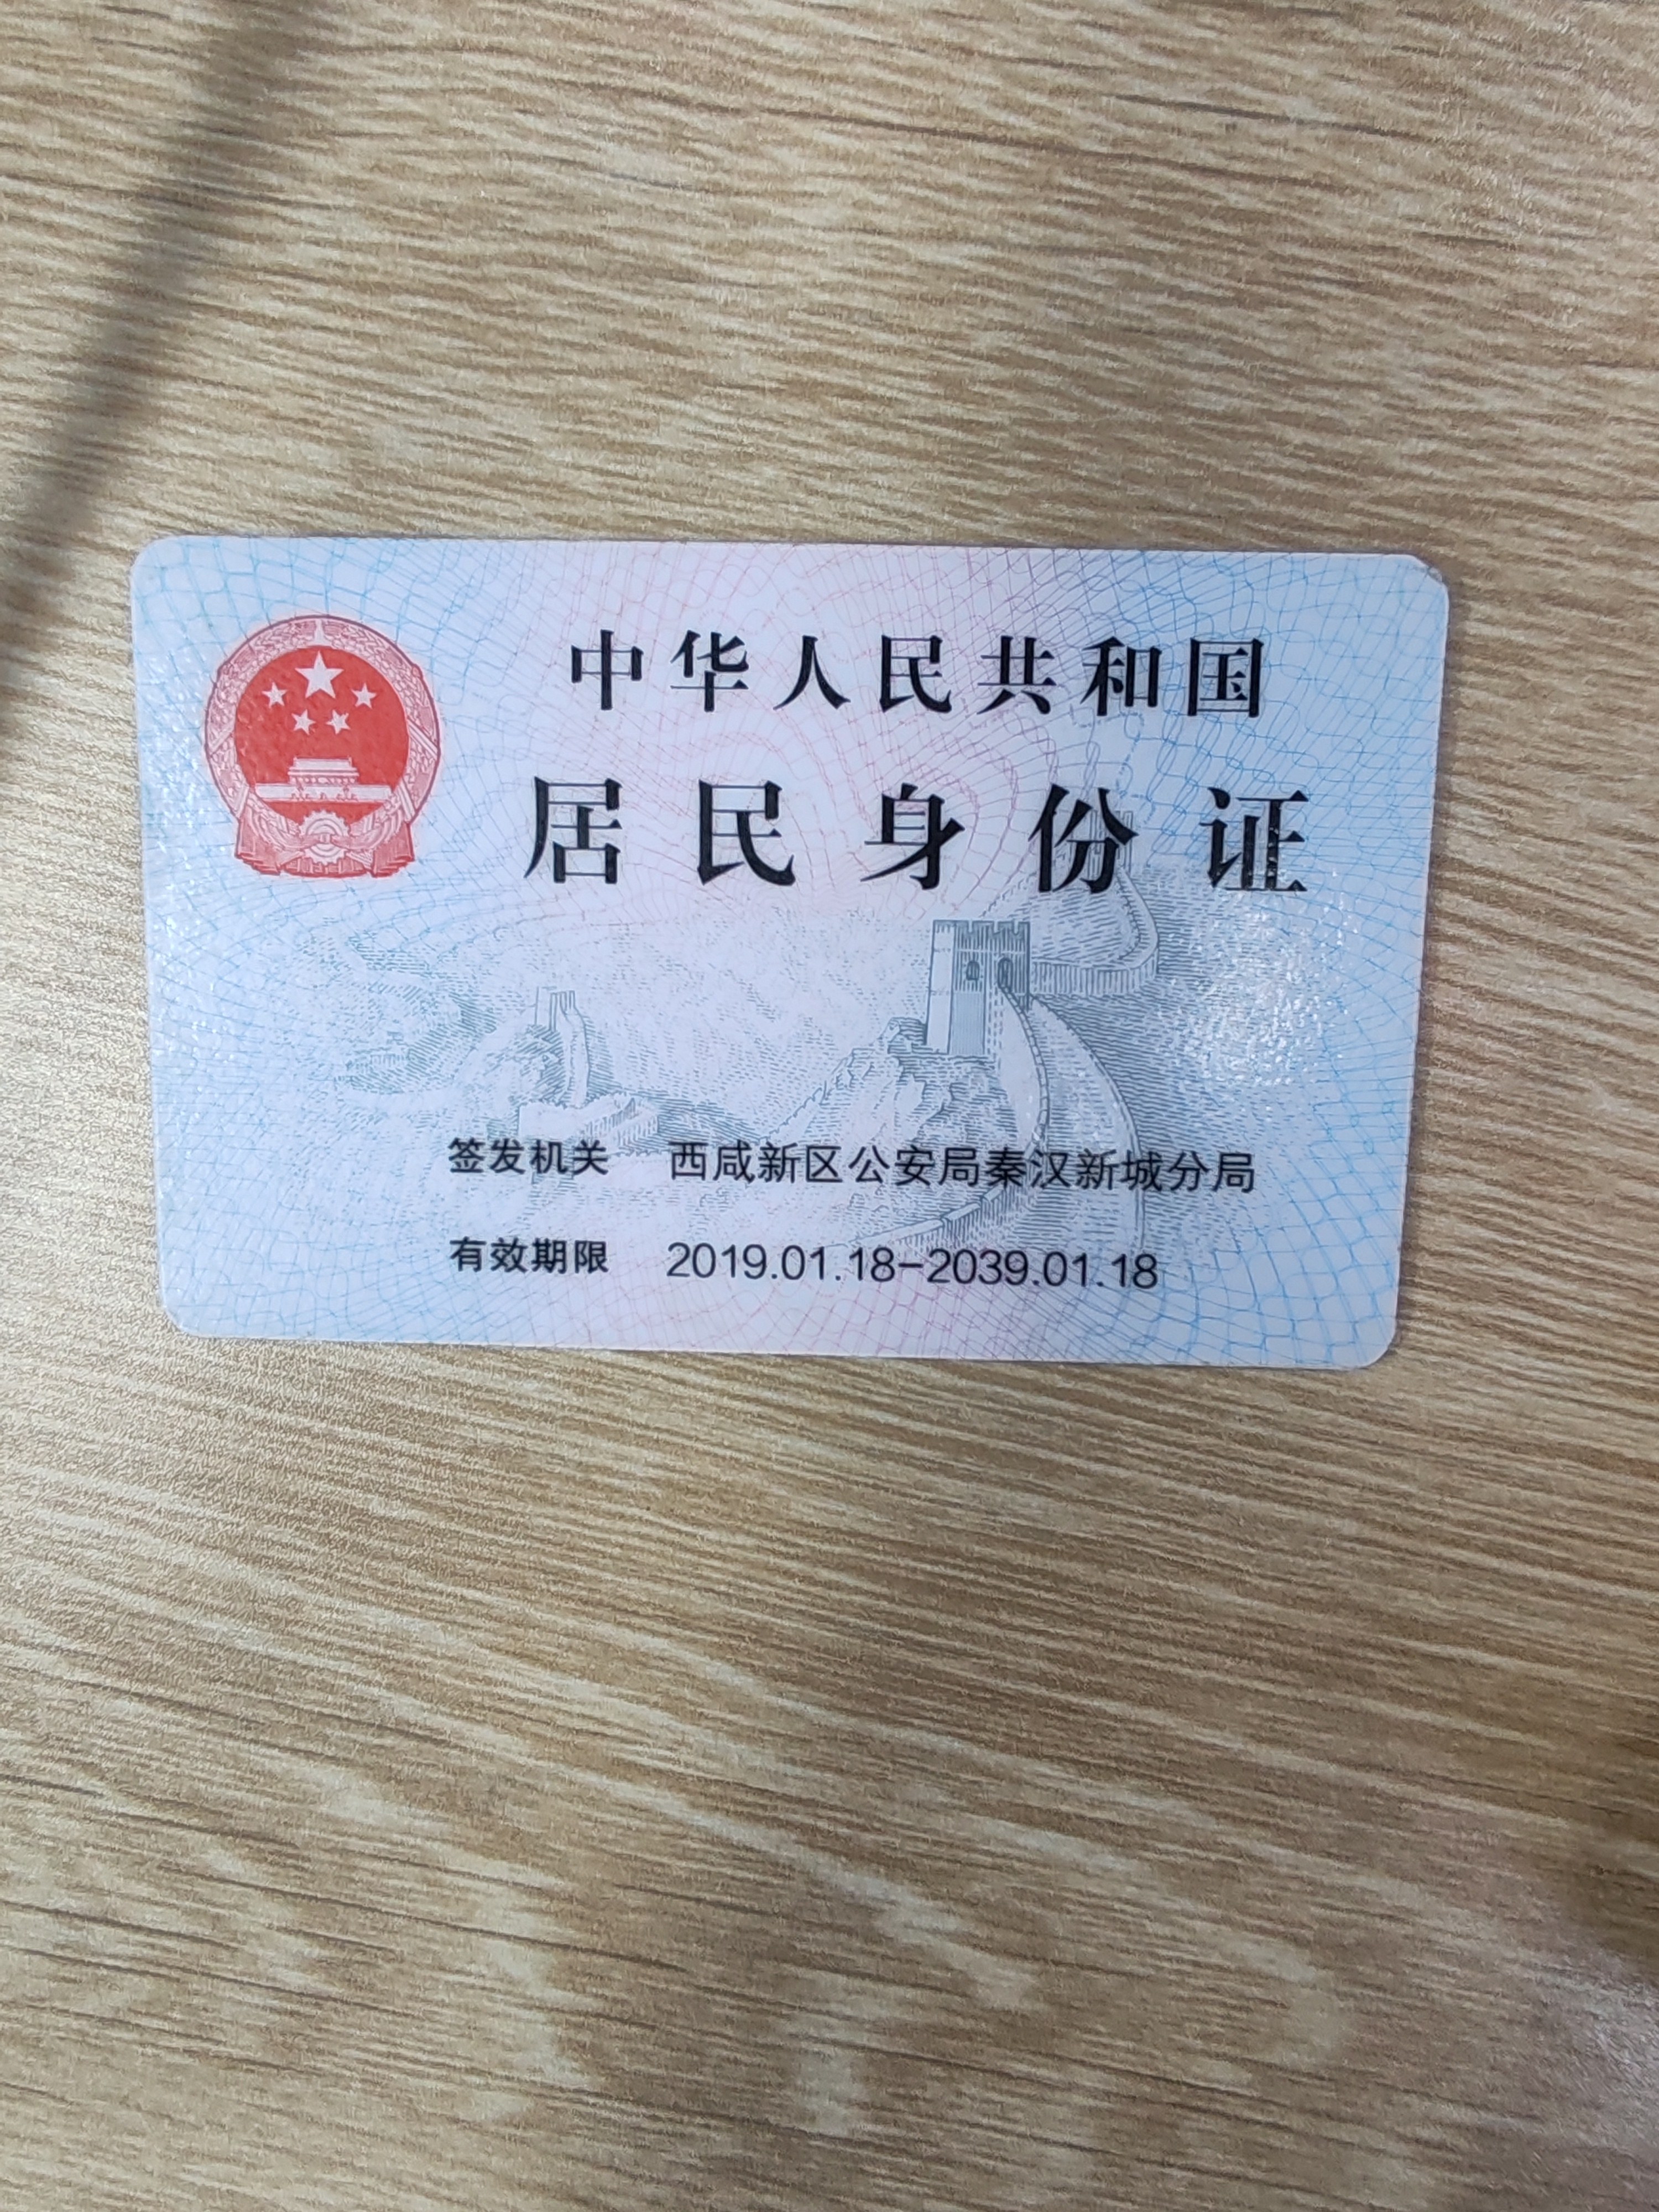 中华人民共和国
居民身份证
签发机关 西咸新区公安局秦汉新城分局
有效期限 2019.01.18-2039.01.18